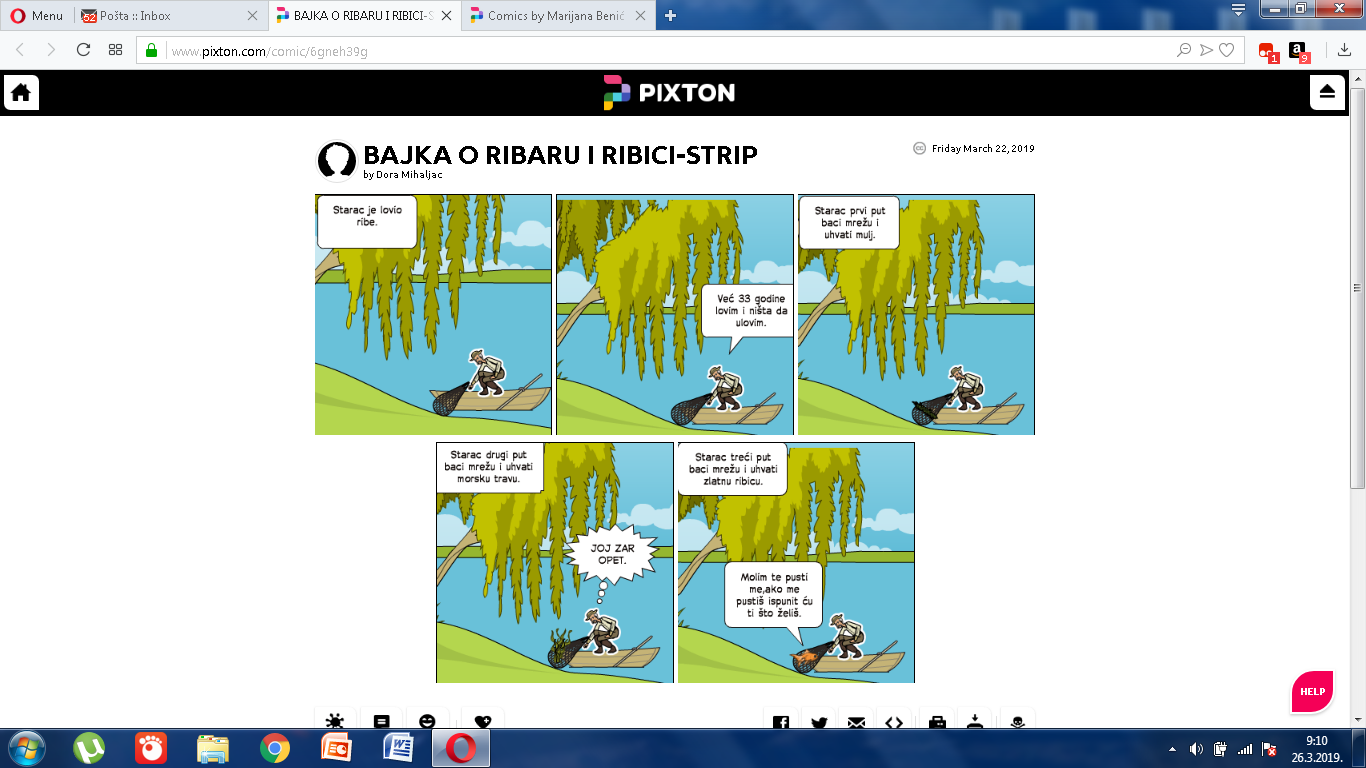 Menu
52
Pošta :: Inbox
BAJKA O RIBARU I RIBICI-S
Comics by Marijana Benić
www.pixton.com/comic/6gneh39g
1
9
PIXTON
BAJKA O RIBARU I RIBICI-STRIP
by Dora Mihaljac
Friday March 22, 2019
Starac je lovio
ribe.
Već 33 godine
lovim i ništa da
ulovim.
Starac prvi put
baci mrežu i
uhvati mulj.
Starac drugi put
baci mrežu i uhvati
morsku travu.
JOJ ZAR
OPET.
Starac treći put
baci mrežu i uhvati
zlatnu ribicu.
Molim te pusti
me,ako me
pustiš ispunit ću
ti što želiš.
HELP
9:10
26.3.2019.